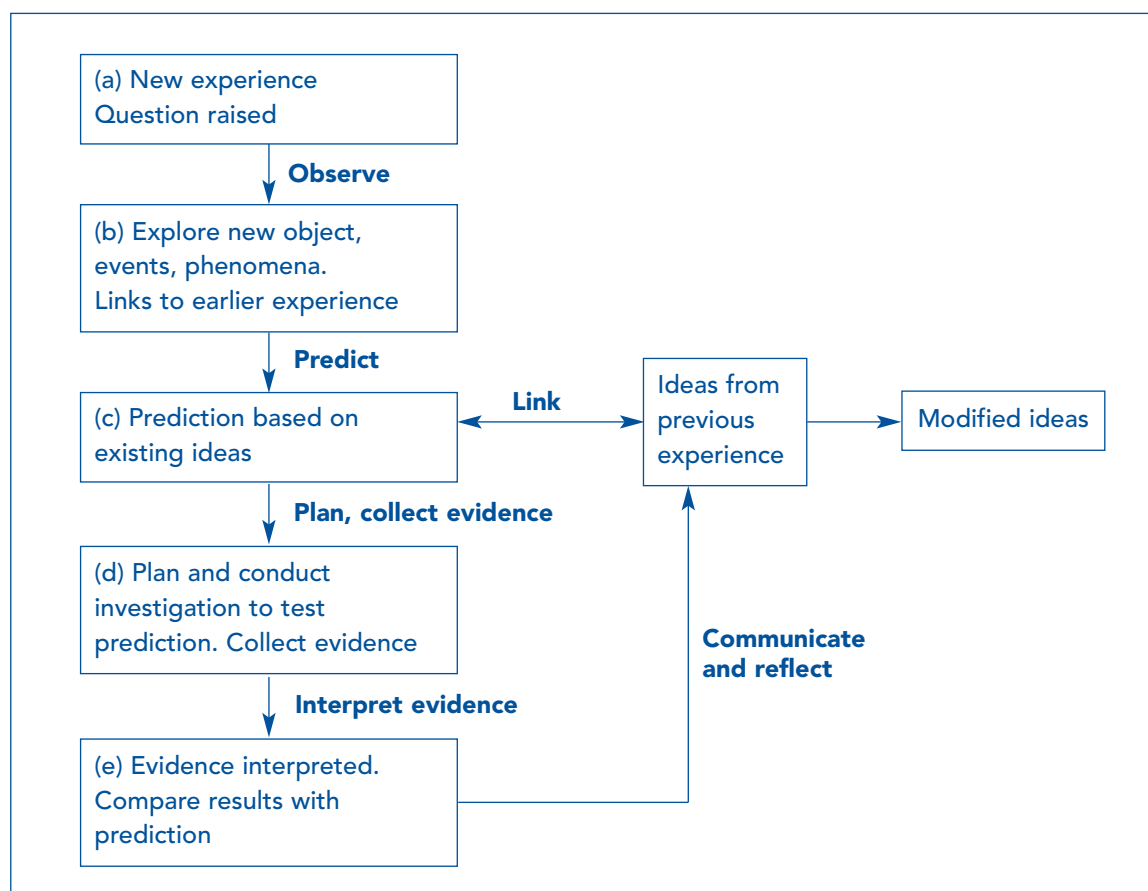 (a) New experience
Question raised
Observe
(b) Explore new object,
events, phenomena.
Links to earlier experience
Predict
(c) Prediction based on
existing ideas
Link
Ideas from
previous
experience
Modified ideas
Plan, collect evidence
(d) Plan and conduct
investigation to test
prediction. Collect evidence
Communicate
and reflect
Interpret evidence
(e) Evidence interpreted.
Compare results with
prediction